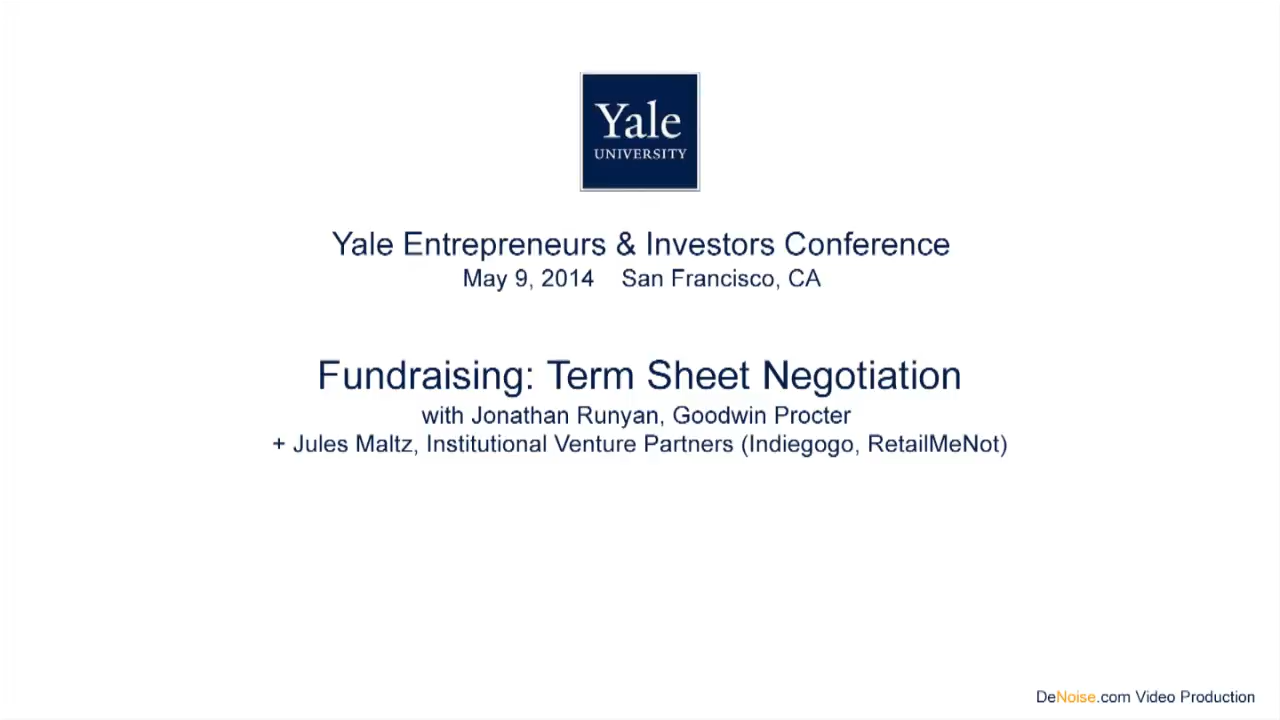 Yale
UNIVERSITY
Yale Entrepreneurs & Investors Conference
May 9, 2014 San Francisco, CA
Fundraising: Term Sheet Negotiation
with Jonathan Runyan, Goodwin Procter
+ Jules Maltz, Institutional Venture Partners (Indiegogo, RetailMeNot)
DeNoise.com Video Production